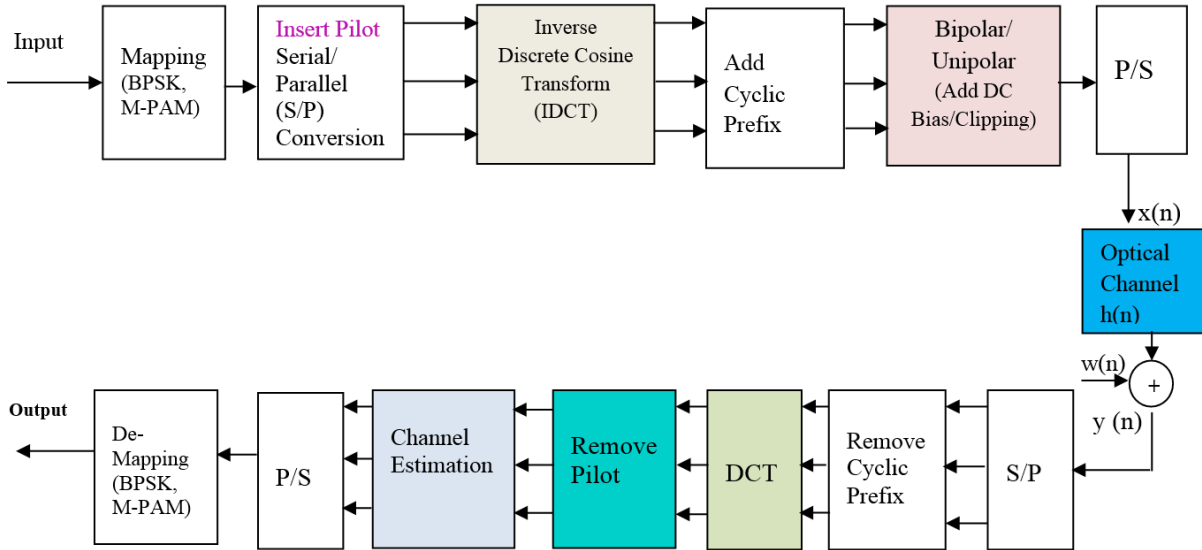 Input
Mapping
(BPSK,
M-PAM)
Insert Pilot
Serial/
Parallel
(S/P)
Conversion
Inverse
Discrete Cosine
Transform
(IDCT)
Add
Cyclic
Prefix
Bipolar/
Unipolar
(Add DC
Bias/Clipping)
P/S
x(n)
Optical
Channel
h(n)
w(n)
+
y (n)
S/P
Remove
Cyclic
Prefix
DCT
Remove
Pilot
Channel
Estimation
P/S
De-
Mapping
(BPSK,
M-PAM)
Output